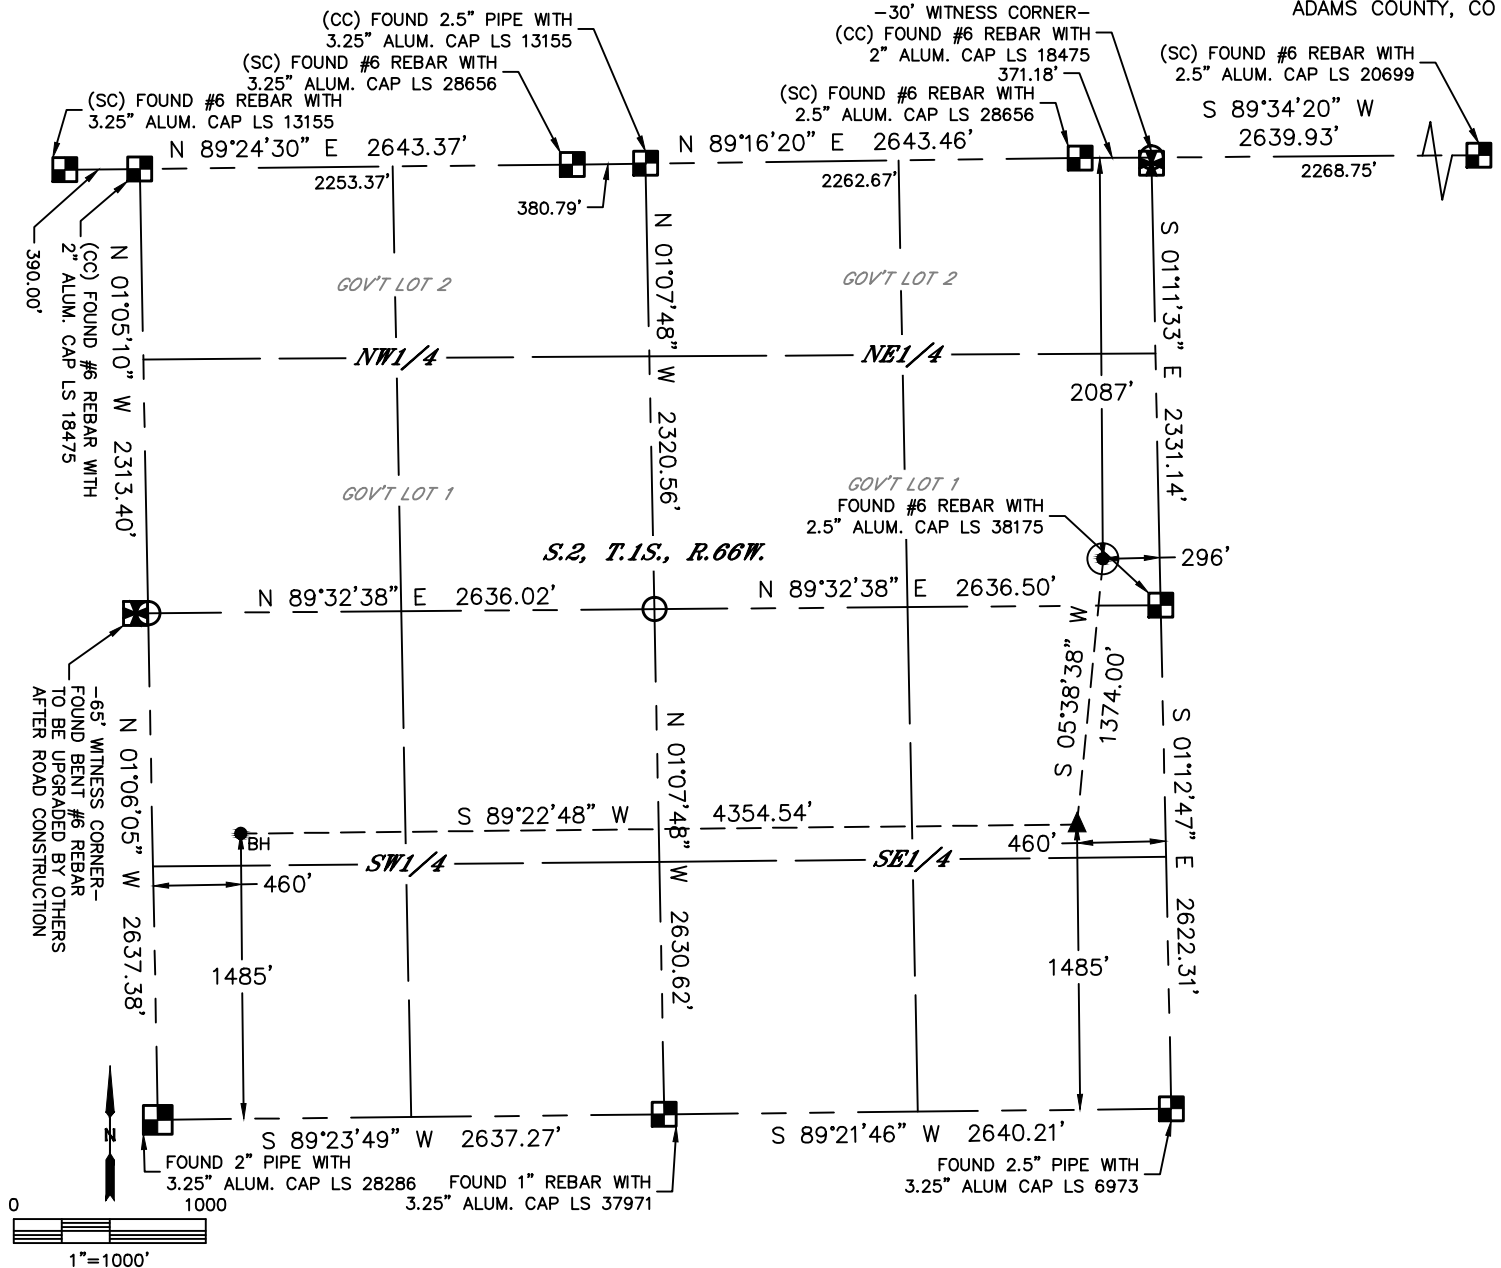 ADAMS COUNTY, CO
(CC) FOUND 2.5" PIPE WITH
3.25" ALUM. CAP LS 13155
-30' WITNESS CORNER-
(CC) FOUND #6 REBAR WITH
2" ALUM. CAP LS 18475
371.18'
(SC) FOUND #6 REBAR WITH
2.5" ALUM. CAP LS 20699
(SC) FOUND #6 REBAR WITH
3.25" ALUM. CAP LS 28656
(SC) FOUND #6 REBAR WITH
3.25" ALUM. CAP LS 13155
(SC) FOUND #6 REBAR WITH
2.5" ALUM. CAP LS 28656
S 89°34'20" W
2639.93'
2268.75'
N 89°24'30" E 2643.37'
2253.37'
380.79'
N 89°16'20" E 2643.46'
2262.67'
390.00'
(CC) FOUND #6 REBAR WITH
2" ALUM. CAP LS 18475
N 01°05'10" W 2313.40'
N 01°07'48" W 2320.56'
S 01°11'33" E 2331.14'
GOV'T LOT 2
GOV'T LOT 2
NW1/4
NE1/4
2087'
GOV'T LOT 1
GOV'T LOT 1
FOUND #6 REBAR WITH
2.5" ALUM. CAP LS 38175
S.2, T.1S., R.66W.
296'
N 89°32'38" E 2636.02'
N 89°32'38" E 2636.50'
-65' WITNESS CORNER-
FOUND BENT #6 REBAR
TO BE UPGRADED BY OTHERS
AFTER ROAD CONSTRUCTION
N 01°06'05" W 2637.38'
N 01°07'48" W 2630.62'
S 05°38'38" W
1374.00'
S 01°12'47" E 2622.31'
S 89°22'48" W 4354.54'
BH
460'
SW1/4
SE1/4
460'
1485'
1485'
N
S 89°23'49" W 2637.27'
S 89°21'46" W 2640.21'
FOUND 2" PIPE WITH
3.25" ALUM. CAP LS 28286
FOUND 1" REBAR WITH
3.25" ALUM. CAP LS 37971
FOUND 2.5" PIPE WITH
3.25" ALUM CAP LS 6973
0 1000
1"=1000'